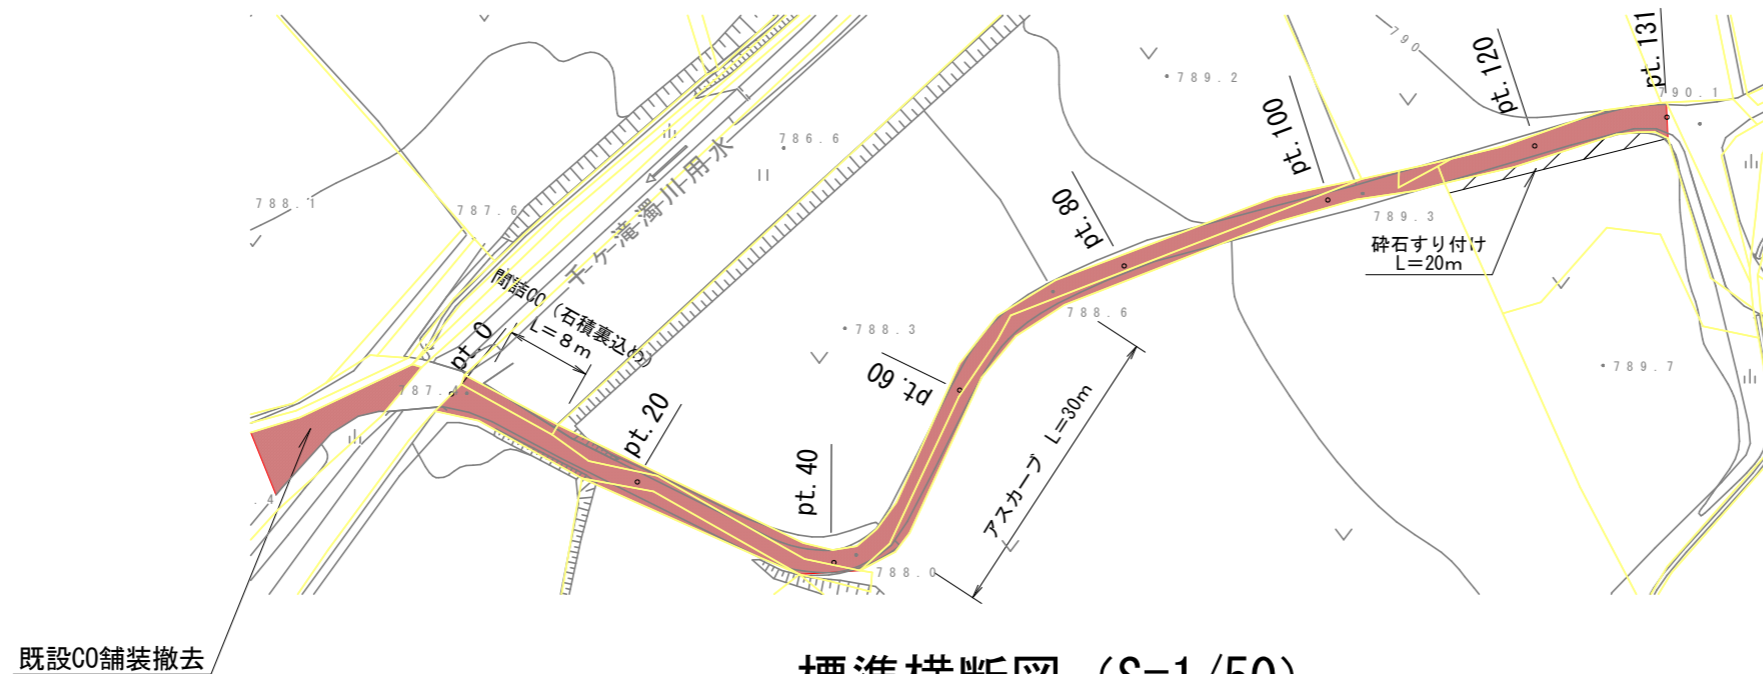 790
pt. 131
pt. 120
790.1
789.2
pt. 100
786.6
千ヶ滝濁川用水
788.1
787.6
pt. 80
789.3
砕石すり付け
L=20m
間詰CO（石積裏込め）
L=8m
pt. 0
788.6
788.3
789.7
pt. 60
787.4
pt. 20
アスカーブ L=30m
pt. 40
.4
788.0
既設CO舗装撤去
標準横断図（S=1/50）